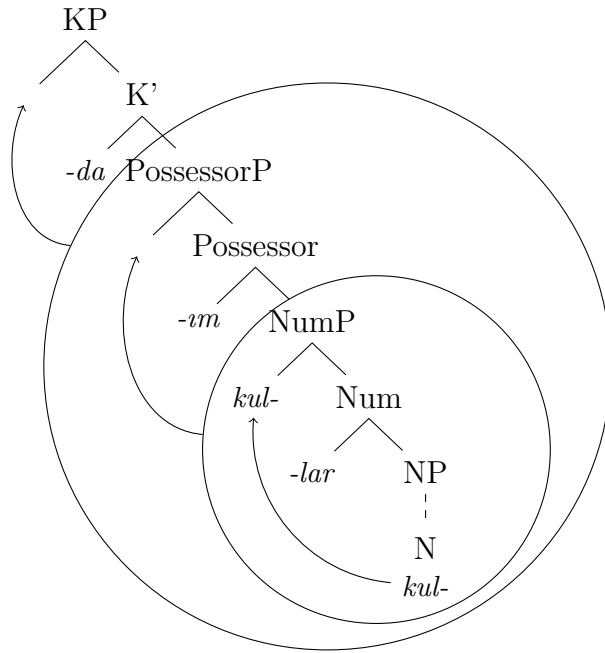 KP
K'
-da PossessorP
Possessor
-ım NumP
kul- Num
-lar NP
N
kul-